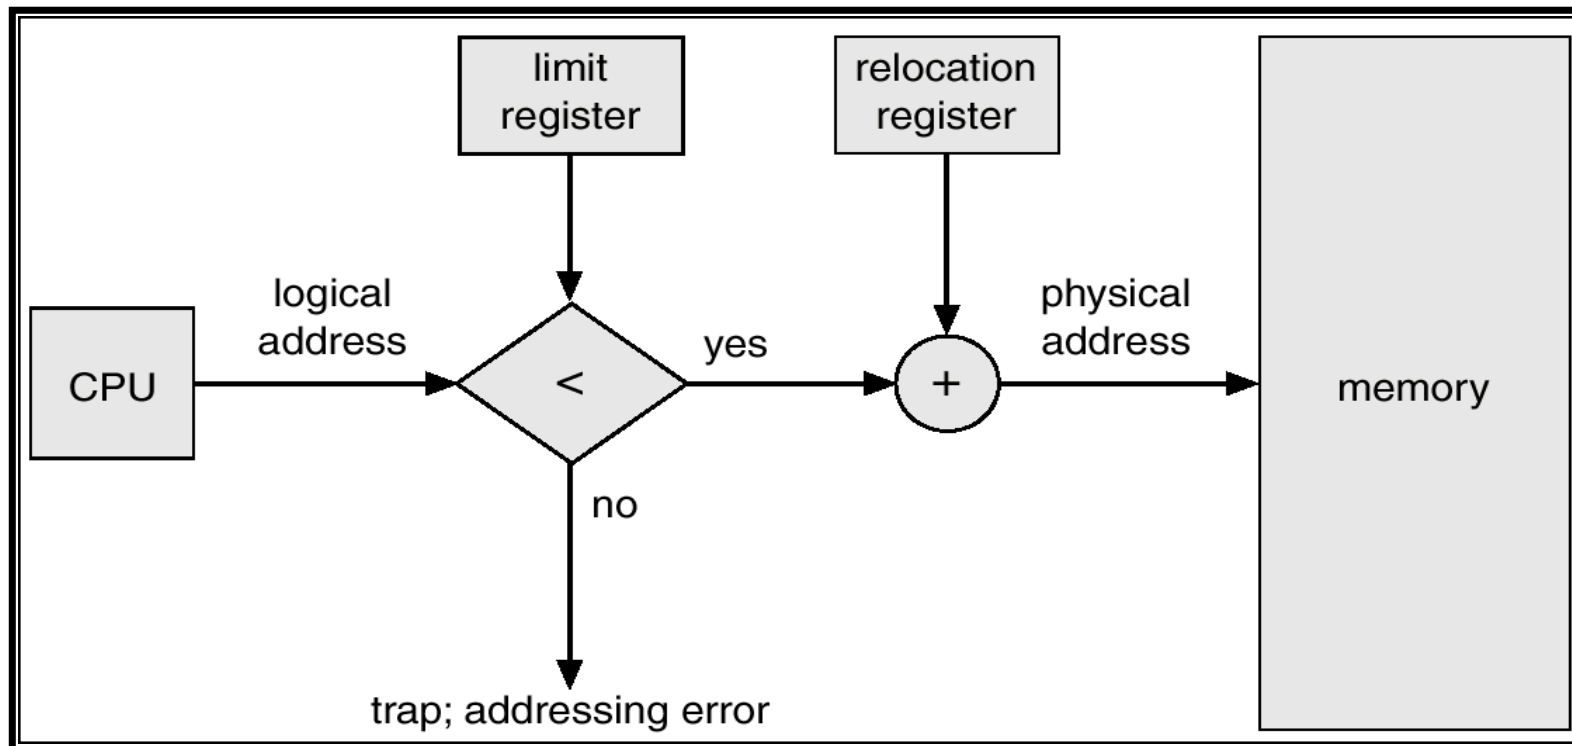 limit
register
relocation
register
logical
address
physical
address
CPU
<
yes
+
memory
no
trap; addressing error